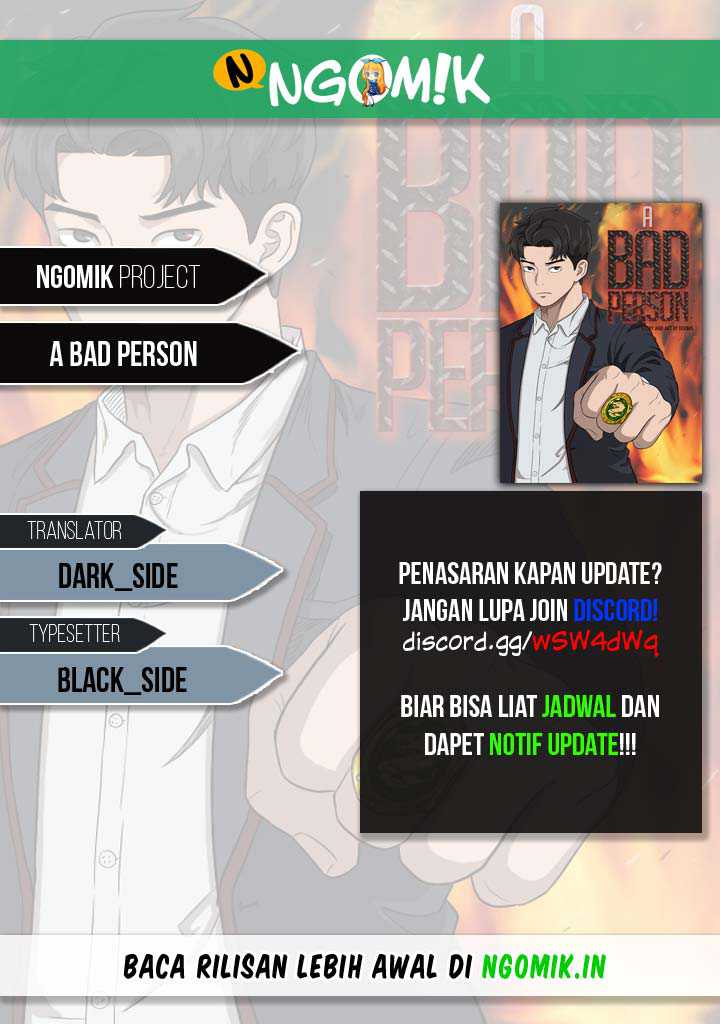 N NGOM!K
NGOMIK PROJECT
A BAD PERSON
A
BAD
PERSON
TRANSLATOR
DARK_SIDE
TYPESETTER
BLACK_SIDE
PENASARAN KAPAN UPDATE?
JANGAN LUPA JOIN DISCORD!
discord.gg/wSW4dWq
BIAR BISA LIAT JADWAL DAN
DAPET NOTIF UPDATE!!!
BACA RILISAN LEBIH AWAL DI NGOMIK.IN